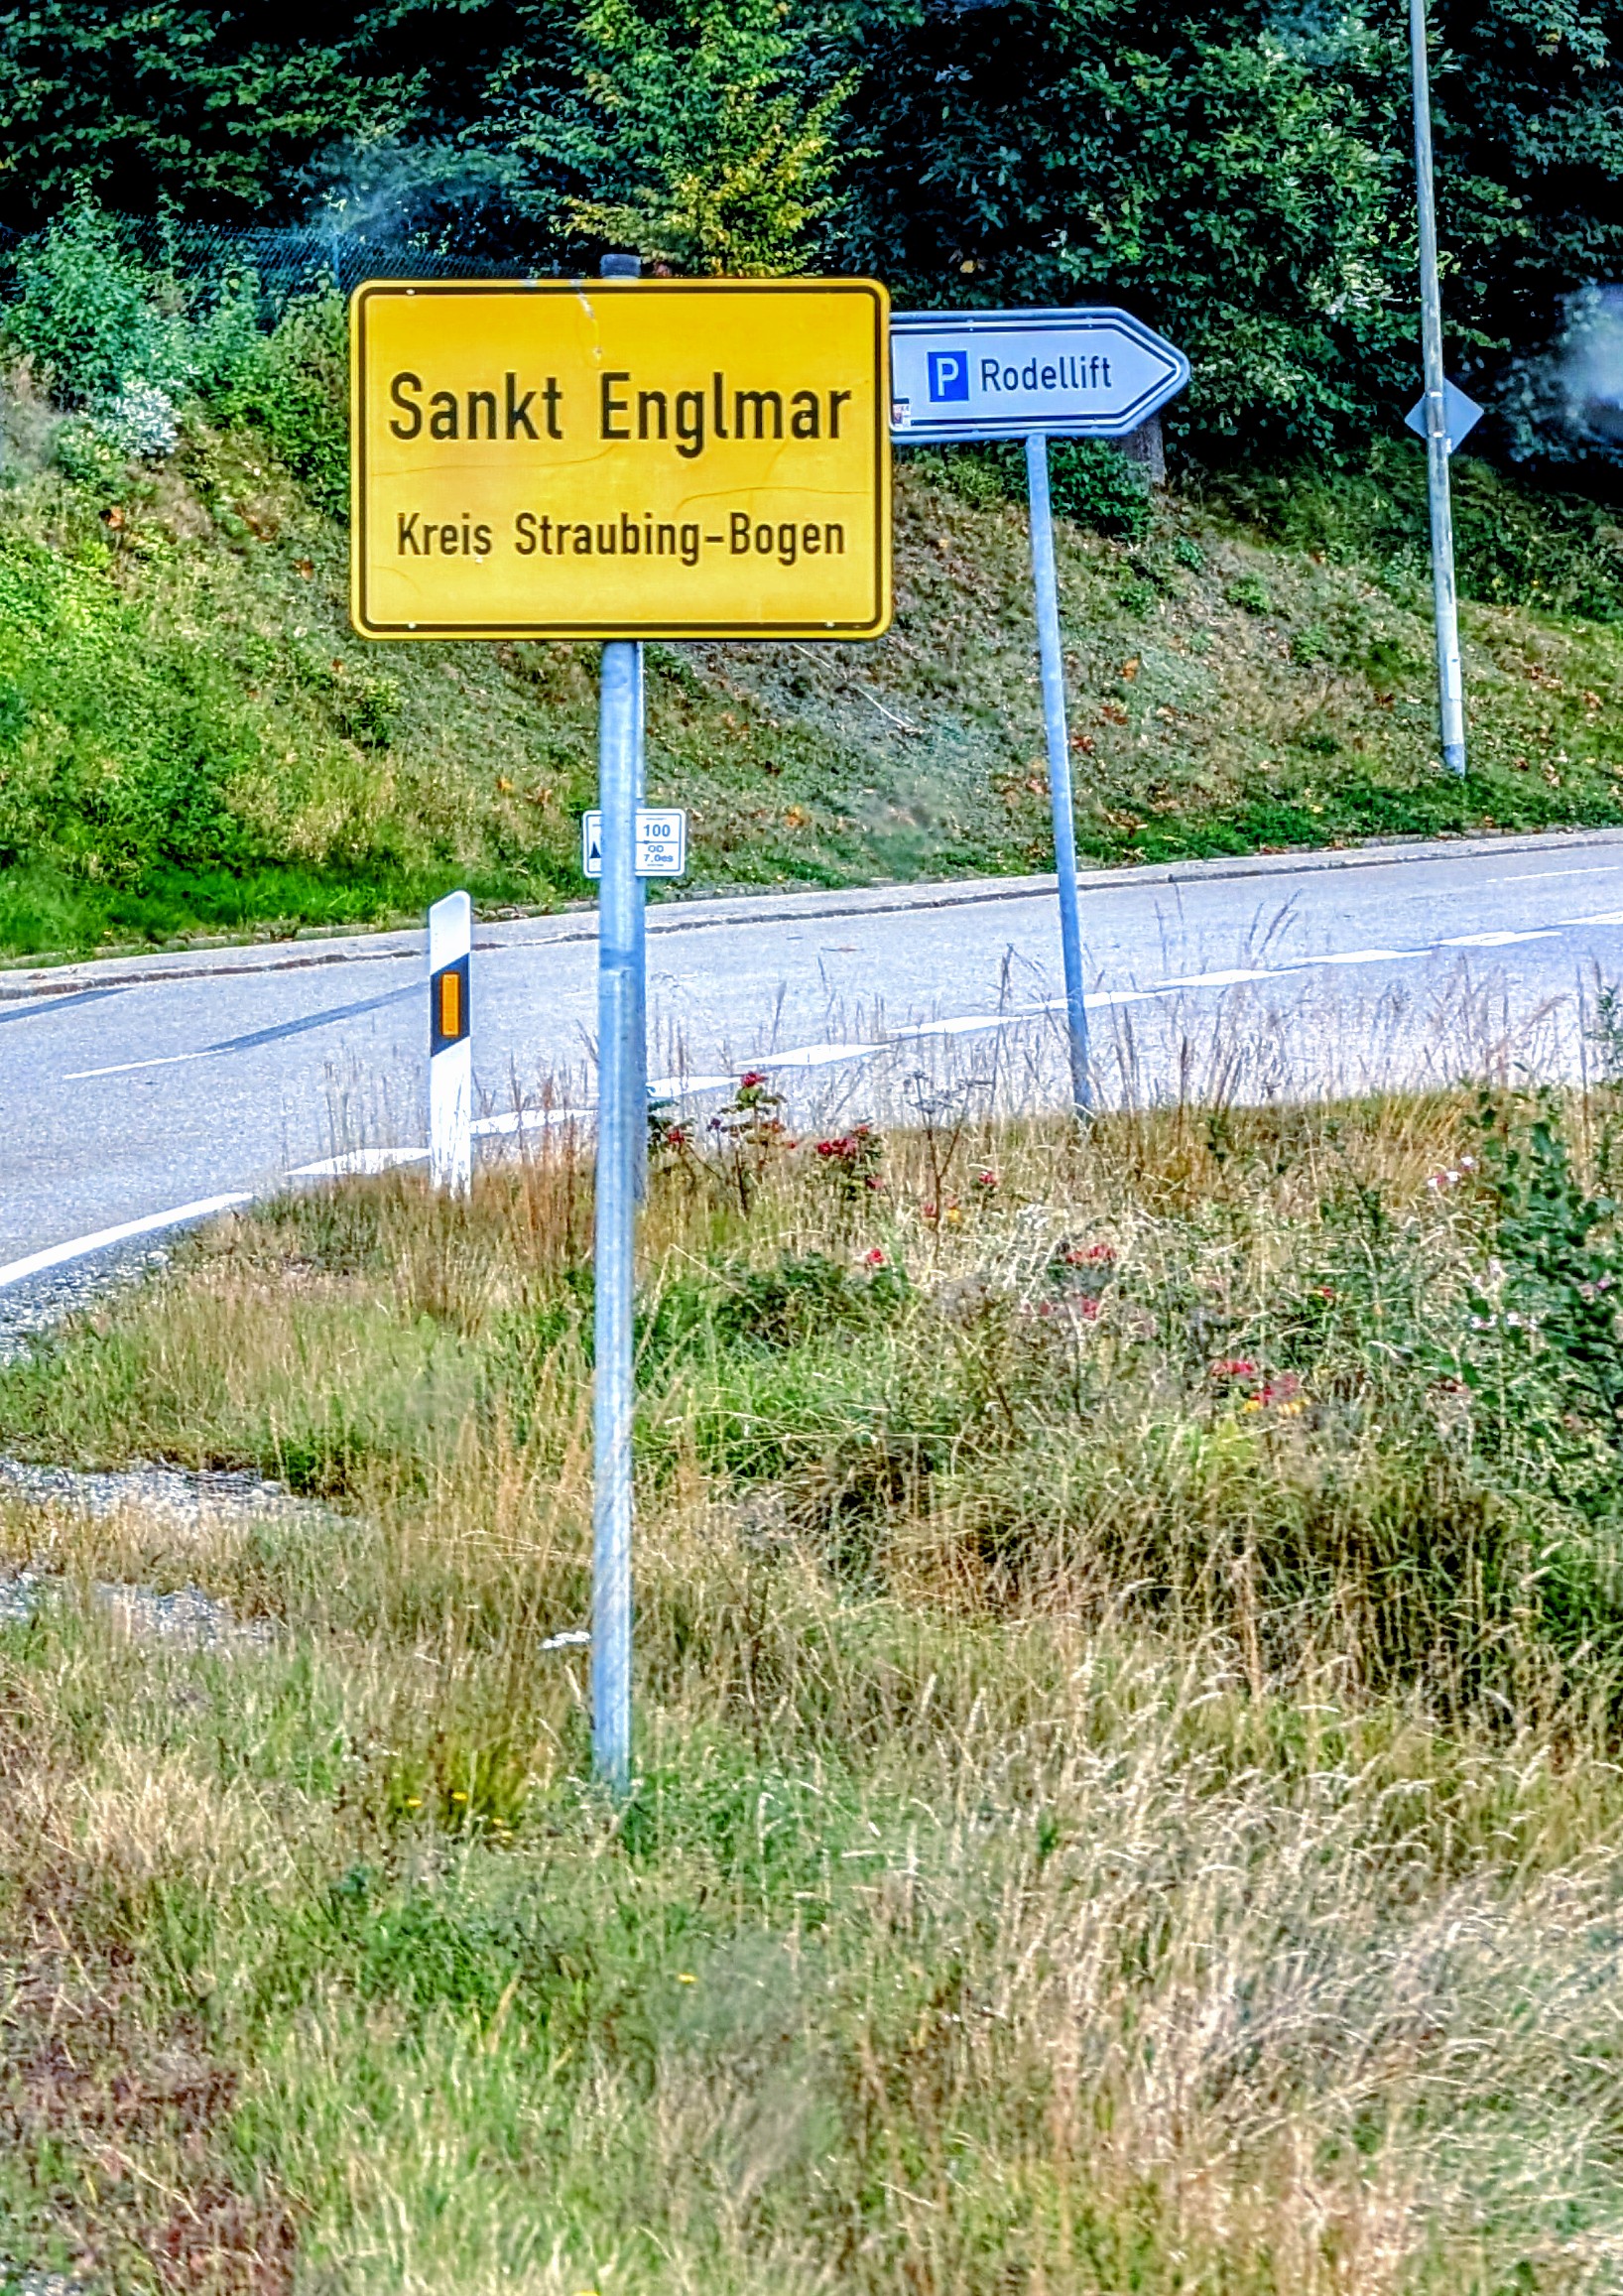 Sankt Englmar
Kreis Straubing-Bogen
P Rodellift
100